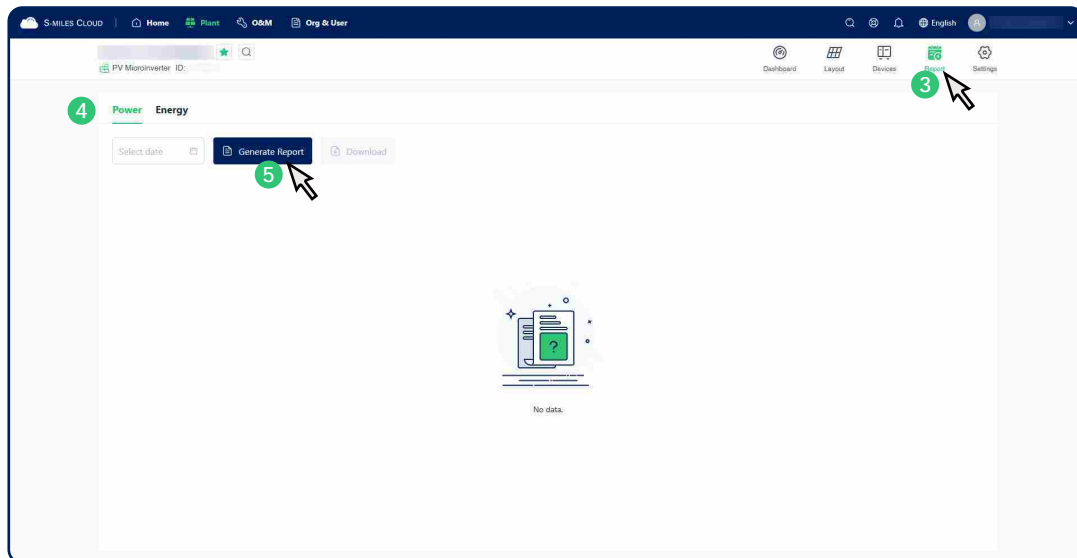 S-MILES CLOUD Home Plant O&M Org & User English
PV Microinverter ID:
Dashboard Layout Devices Report Settings
3
4 Power Energy
Select date Generate Report Download
5
?
No data.